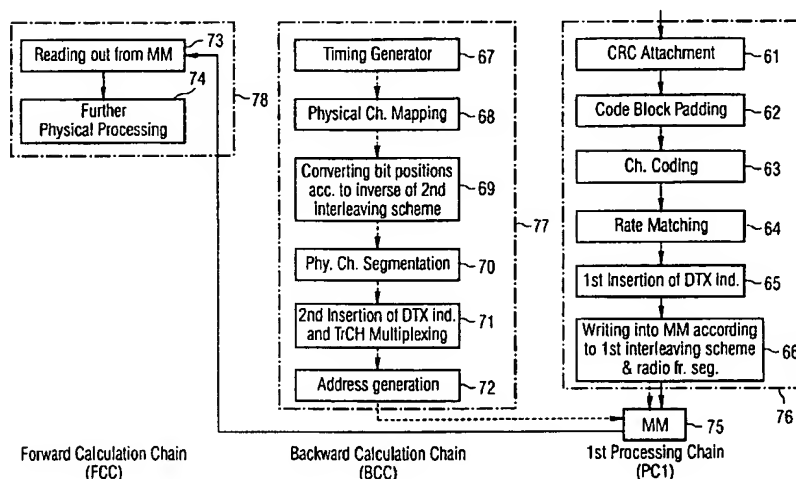 Reading out from MM
73
74
Further
Physical Processing
78
Forward Calculation Chain
(FCC)
Timing Generator
67
Physical Ch. Mapping
68
Converting bit positions
acc. to inverse of 2nd
interleaving scheme
69
77
Phy. Ch. Segmentation
70
2nd Insertion of DTX ind.
and TrCH Multiplexing
71
Address generation
72
Backward Calculation Chain
(BCC)
CRC Attachment
61
Code Block Padding
62
Ch. Coding
63
Rate Matching
64
1st Insertion of DTX ind.
65
Writing into MM according
to 1st interleaving scheme
& radio fr. seg.
66
76
MM
75
1st Processing Chain
(PC1)